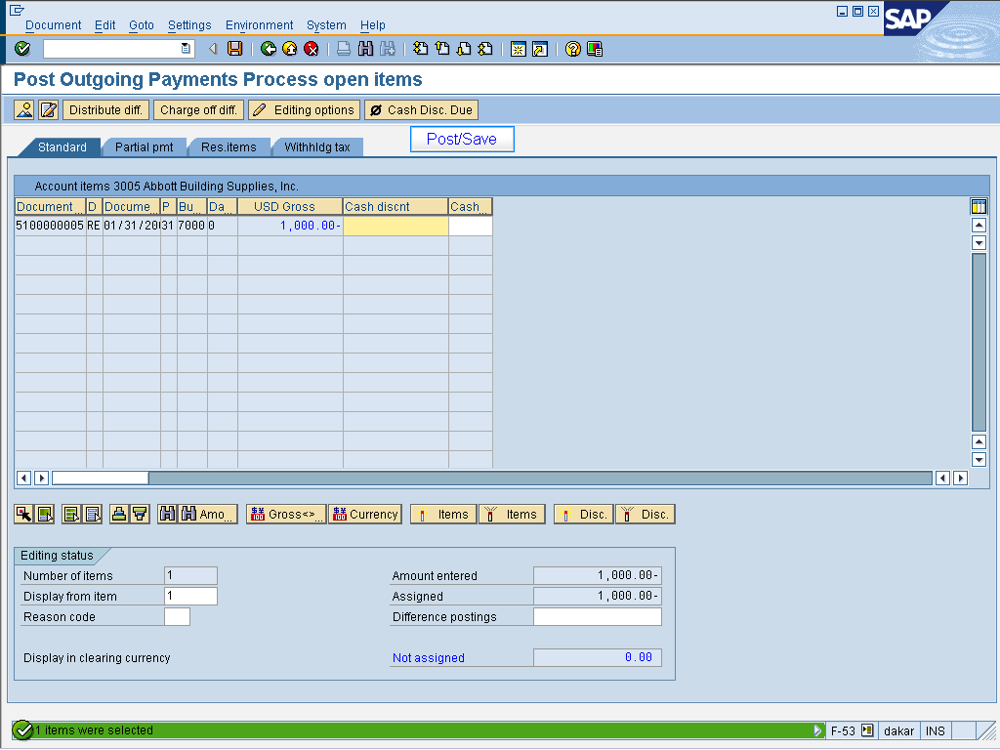 Document Edit Goto Settings Environment System Help
SAP
Post Outgoing Payments Process open items
Distribute diff. Charge off diff. Editing options Cash Disc. Due
Post/Save
Standard Partial pmt Res.items Withhldg tax
Account items 3005 Abbott Building Supplies, Inc.
Document ... D Docume... P Bu... Da... USD Gross Cash discnt Cash...
5100000005 RE 01/31/20 31 7000 0 1,000.00-
Amo... Gross<>... Currency Items Items Disc. Disc.
Editing status
Number of items 1 Amount entered 1,000.00-
Display from item 1 Assigned 1,000.00-
Reason code Difference postings
Display in clearing currency Not assigned 0.00
1 items were selected F-53 dakar INS